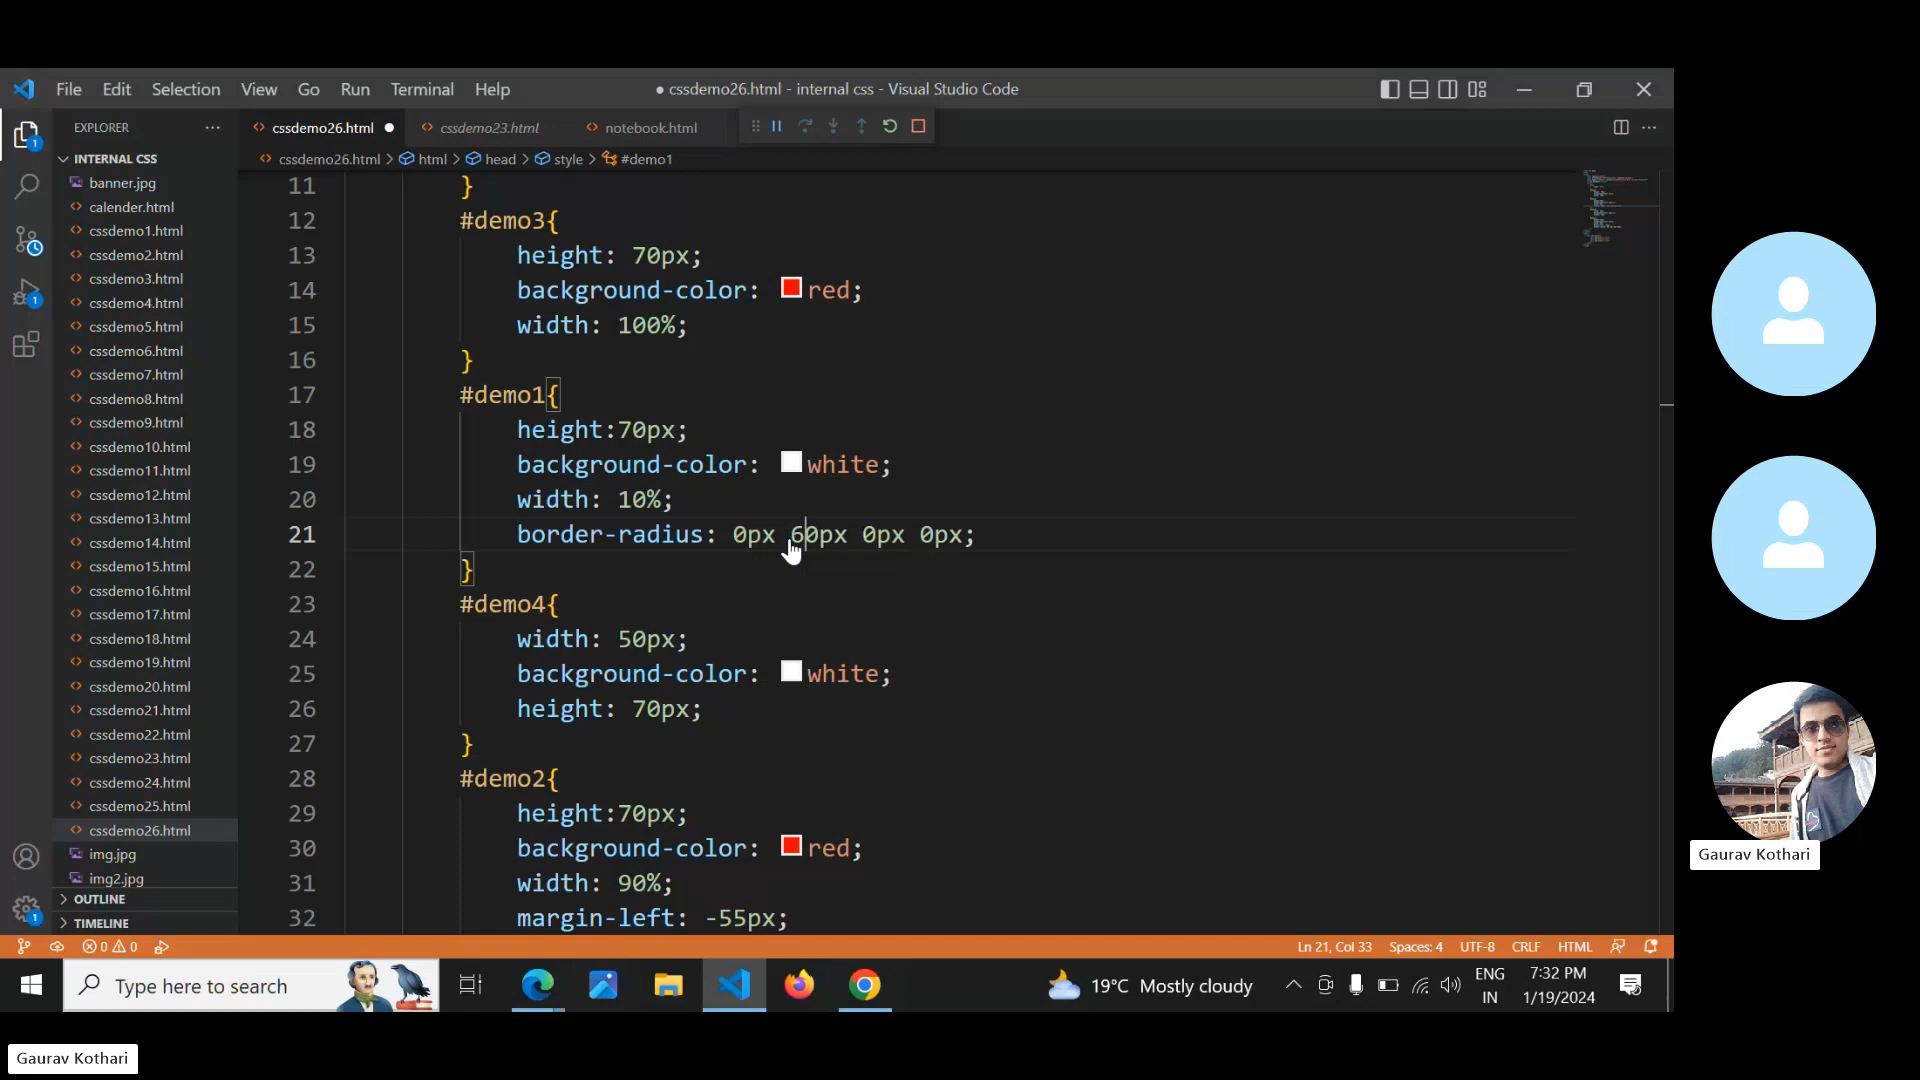 File Edit Selection View Go Run Terminal Help
● cssdemo26.html - internal css - Visual Studio Code
EXPLORER
cssdemo26.html
cssdemo23.html
notebook.html
cssdemo26.html > html > head > style > #demo1
INTERNAL CSS
banner.jpg
calender.html
cssdemo1.html
cssdemo2.html
cssdemo3.html
cssdemo4.html
cssdemo5.html
cssdemo6.html
cssdemo7.html
cssdemo8.html
cssdemo9.html
cssdemo10.html
cssdemo11.html
cssdemo12.html
cssdemo13.html
cssdemo14.html
cssdemo15.html
cssdemo16.html
cssdemo17.html
cssdemo18.html
cssdemo19.html
cssdemo20.html
cssdemo21.html
cssdemo22.html
cssdemo23.html
cssdemo24.html
cssdemo25.html
cssdemo26.html
img.jpg
img2.jpg
OUTLINE
TIMELINE
11 }
12 #demo3{
13 height: 70px;
14 background-color: red;
15 width: 100%;
16 }
17 #demo1{
18 height:70px;
19 background-color: white;
20 width: 10%;
21 border-radius: 0px 60px 0px 0px;
22 }
23 #demo4{
24 width: 50px;
25 background-color: white;
26 height: 70px;
27 }
28 #demo2{
29 height:70px;
30 background-color: red;
31 width: 90%;
32 margin-left: -55px;
1
1
1
0 0
Ln 21, Col 33 Spaces: 4 UTF-8 CRLF HTML
Type here to search
19°C Mostly cloudy
ENG
IN
7:32 PM
1/19/2024
Gaurav Kothari
Gaurav Kothari